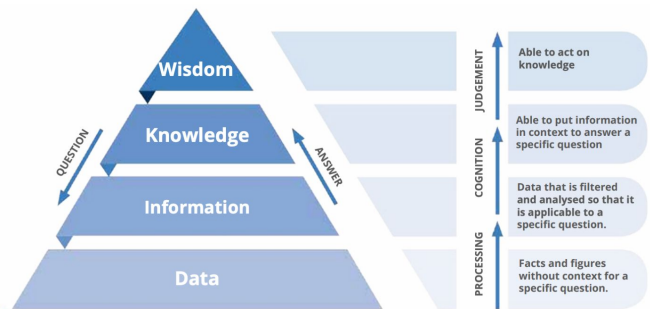 Wisdom
Knowledge
Information
Data
QUESTION
ANSWER
JUDGEMENT
COGNITION
PROCESSING
Able to act on
knowledge
Able to put information
in context to answer a
specific question
Data that is filtered
and analysed so that it
is applicable to a
specific question.
Facts and figures
without context for a
specific question.